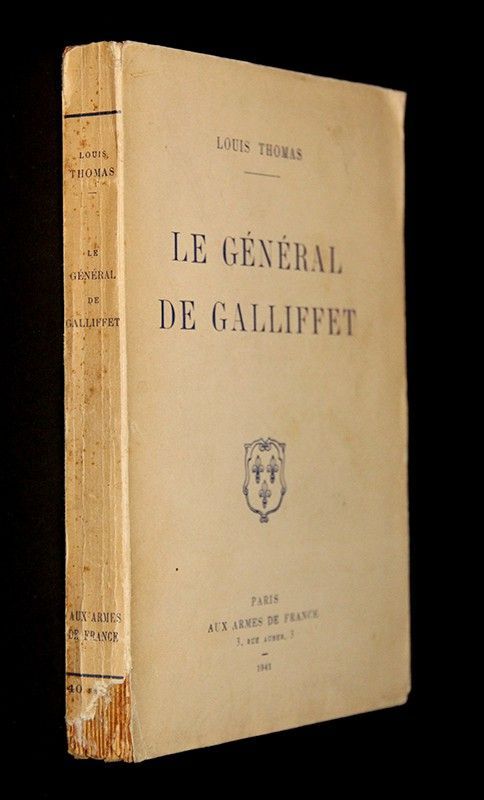 LOUIS
THOMAS
LE
GÉNÉRAL
DE
GALLIFFET
AUX ARMES
DE FRANCE
40
LOUIS THOMAS
LE GÉNÉRAL
DE GALLIFFET
PARIS
AUX ARMES DE FRANCE
3, RUE AUBER, 3
1941